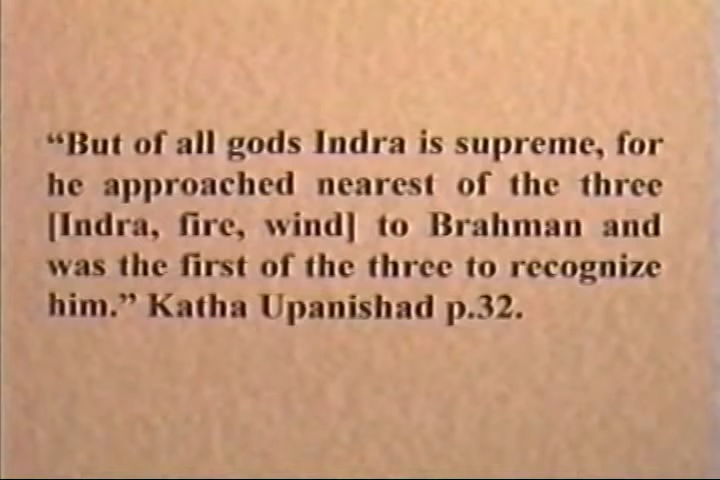 “But of all gods Indra is supreme, for
he approached nearest of the three
[Indra, fire, wind] to Brahman and
was the first of the three to recognize
him.” Katha Upanishad p.32.